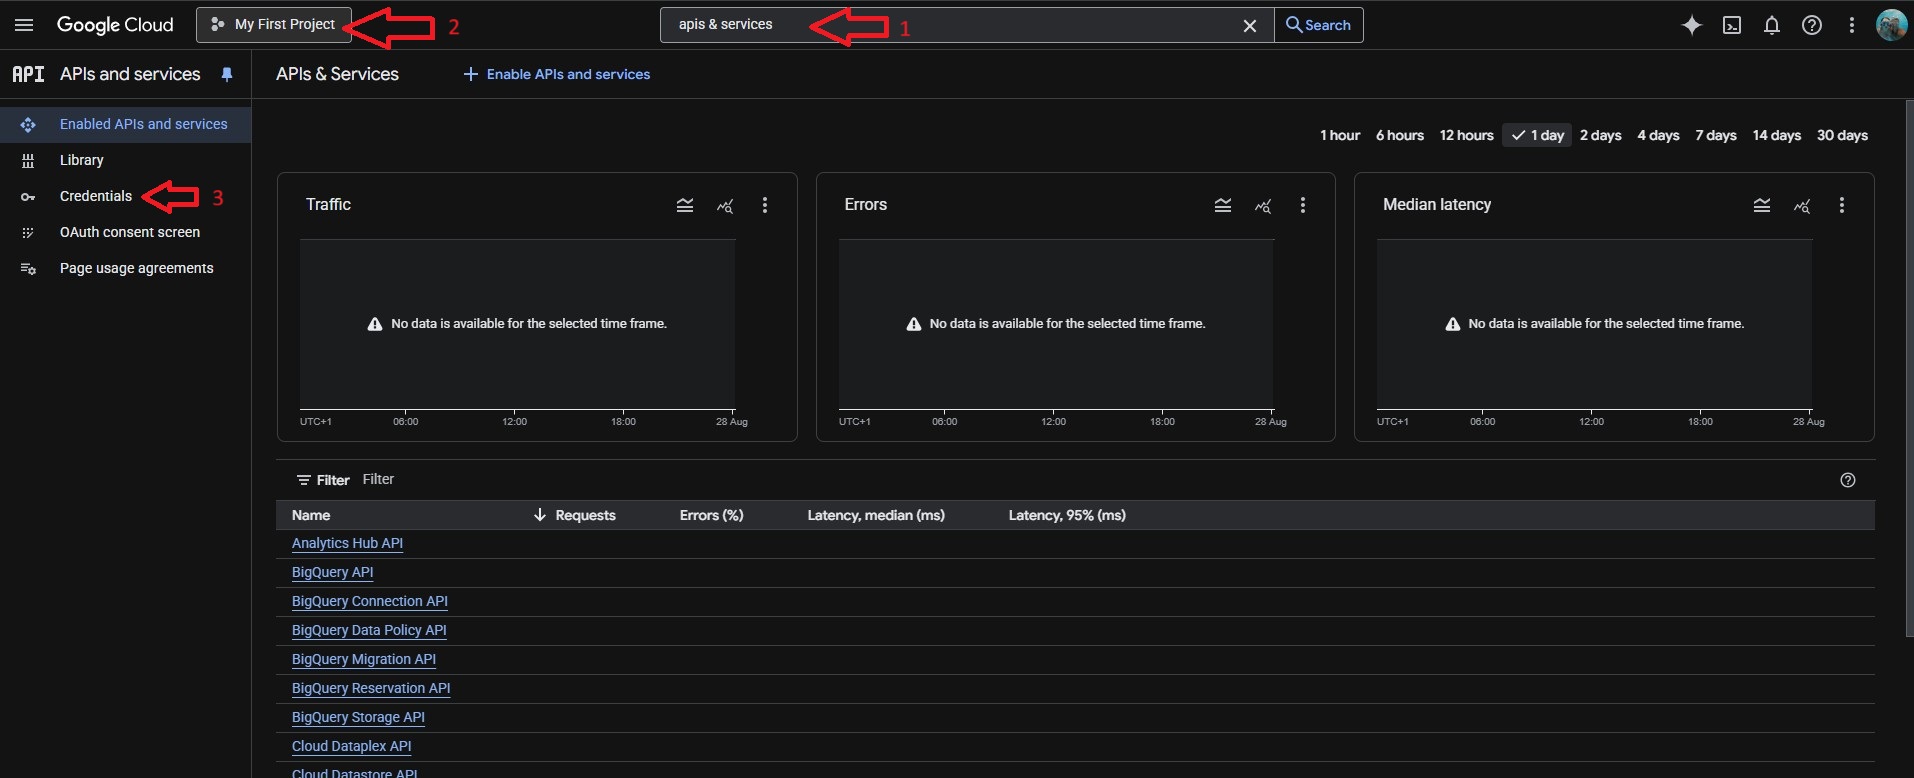 Google Cloud
My First Project
2
apis & services
1
Search
API APIs and services
APIs & Services
Enable APIs and services
Enabled APIs and services
Library
Credentials
3
OAuth consent screen
Page usage agreements
1 hour 6 hours 12 hours 1 day 2 days 4 days 7 days 14 days 30 days
Traffic
No data is available for the selected time frame.
UTC+1 06:00 12:00 18:00 28 Aug
Errors
No data is available for the selected time frame.
UTC+1 06:00 12:00 18:00 28 Aug
Median latency
No data is available for the selected time frame.
UTC+1 06:00 12:00 18:00 28 Aug
Filter Filter
Name Requests Errors (%) Latency, median (ms) Latency, 95% (ms)
Analytics Hub API
BigQuery API
BigQuery Connection API
BigQuery Data Policy API
BigQuery Migration API
BigQuery Reservation API
BigQuery Storage API
Cloud Dataplex API
Cloud Datastore API